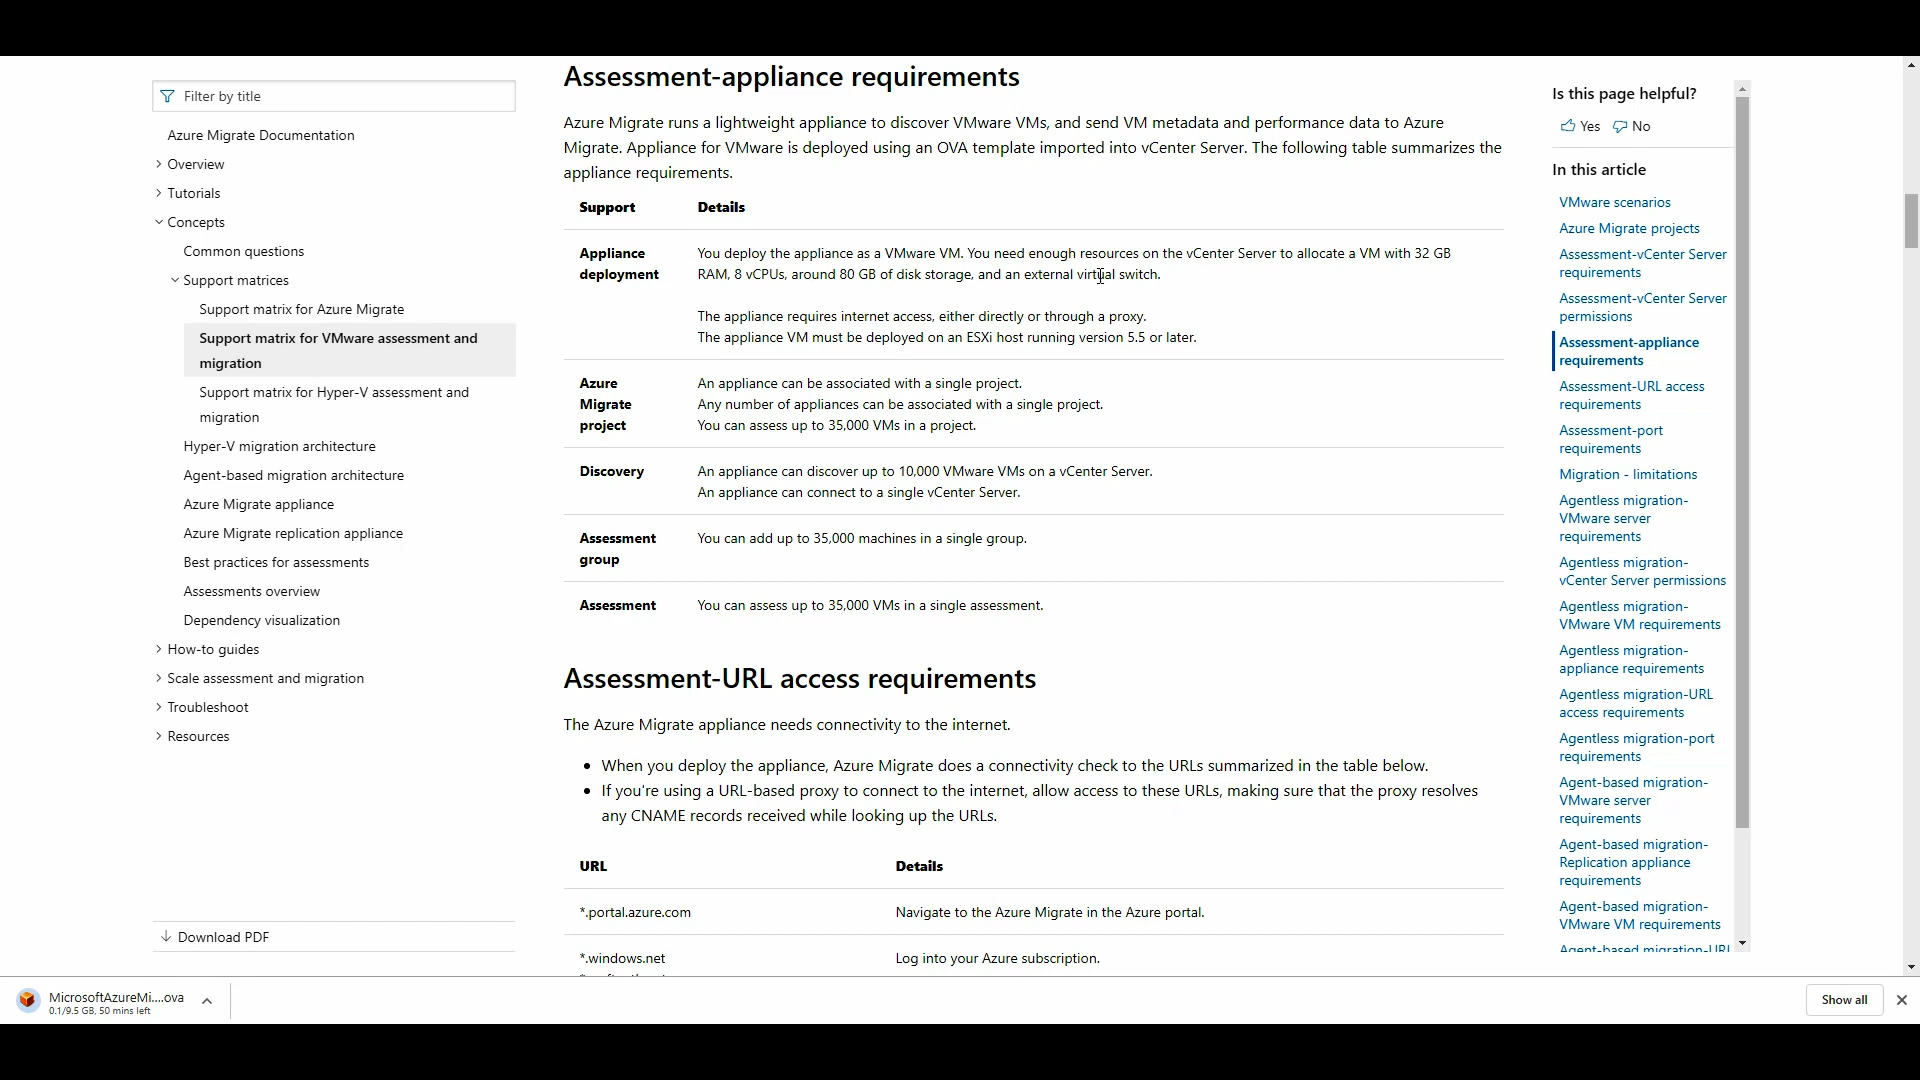 Filter by title
Azure Migrate Documentation
Overview
Tutorials
Concepts
Common questions
Support matrices
Support matrix for Azure Migrate
Support matrix for VMware assessment and
migration
Support matrix for Hyper-V assessment and
migration
Hyper-V migration architecture
Agent-based migration architecture
Azure Migrate appliance
Azure Migrate replication appliance
Best practices for assessments
Assessments overview
Dependency visualization
How-to guides
Scale assessment and migration
Troubleshoot
Resources
Download PDF
Assessment-appliance requirements
Azure Migrate runs a lightweight appliance to discover VMware VMs, and send VM metadata and performance data to Azure
Migrate. Appliance for VMware is deployed using an OVA template imported into vCenter Server. The following table summarizes the
appliance requirements.
Support Details
Appliance
deployment
You deploy the appliance as a VMware VM. You need enough resources on the vCenter Server to allocate a VM with 32 GB
RAM, 8 vCPUs, around 80 GB of disk storage, and an external virtual switch.
The appliance requires internet access, either directly or through a proxy.
The appliance VM must be deployed on an ESXi host running version 5.5 or later.
Azure
Migrate
project
An appliance can be associated with a single project.
Any number of appliances can be associated with a single project.
You can assess up to 35,000 VMs in a project.
Discovery
An appliance can discover up to 10,000 VMware VMs on a vCenter Server.
An appliance can connect to a single vCenter Server.
Assessment
group
You can add up to 35,000 machines in a single group.
Assessment
You can assess up to 35,000 VMs in a single assessment.
Assessment-URL access requirements
The Azure Migrate appliance needs connectivity to the internet.
• When you deploy the appliance, Azure Migrate does a connectivity check to the URLs summarized in the table below.
• If you're using a URL-based proxy to connect to the internet, allow access to these URLs, making sure that the proxy resolves
any CNAME records received while looking up the URLs.
URL Details
*.portal.azure.com Navigate to the Azure Migrate in the Azure portal.
*.windows.net Log into your Azure subscription.
Is this page helpful?
Yes No
In this article
VMware scenarios
Azure Migrate projects
Assessment-vCenter Server
requirements
Assessment-vCenter Server
permissions
Assessment-appliance
requirements
Assessment-URL access
requirements
Assessment-port
requirements
Migration - limitations
Agentless migration-
VMware server
requirements
Agentless migration-
vCenter Server permissions
Agentless migration-
VMware VM requirements
Agentless migration-
appliance requirements
Agentless migration-URL
access requirements
Agentless migration-port
requirements
Agent-based migration-
VMware server
requirements
Agent-based migration-
Replication appliance
requirements
Agent-based migration-
VMware VM requirements
Agent-based migration-URL
MicrosoftAzureMi....ova
0.1/9.5 GB, 50 mins left
Show all